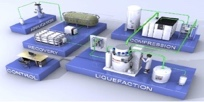 RECOVERY
COMPRESSION
CONTROL
LIQUEFACTION